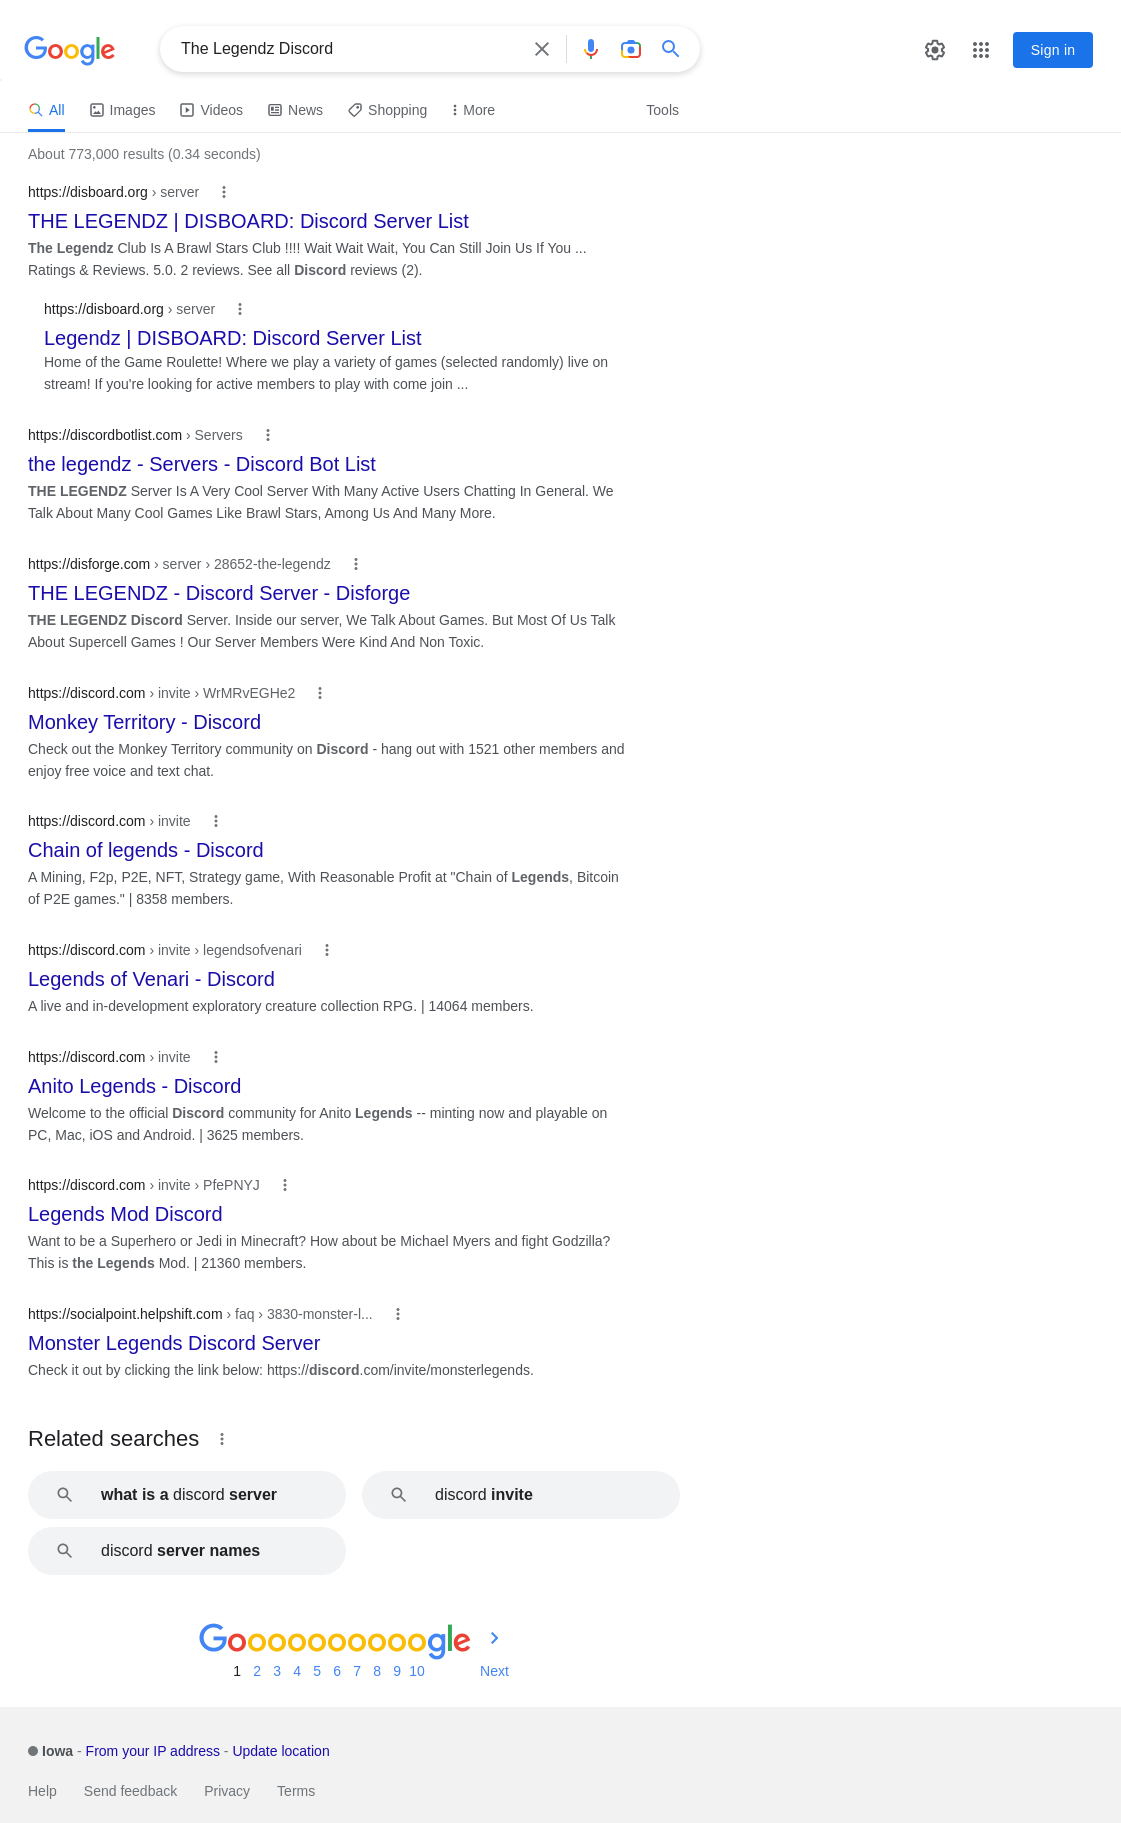 Google
The Legendz Discord
Sign in
All
Images
Videos
News
Shopping
More
Tools
About 773,000 results (0.34 seconds)
https://disboard.org › server
THE LEGENDZ | DISBOARD: Discord Server List
The Legendz Club Is A Brawl Stars Club !!!! Wait Wait Wait, You Can Still Join Us If You ...
Ratings & Reviews. 5.0. 2 reviews. See all Discord reviews (2).
https://disboard.org › server
Legendz | DISBOARD: Discord Server List
Home of the Game Roulette! Where we play a variety of games (selected randomly) live on
stream! If you're looking for active members to play with come join ...
https://discordbotlist.com › Servers
the legendz - Servers - Discord Bot List
THE LEGENDZ Server Is A Very Cool Server With Many Active Users Chatting In General. We
Talk About Many Cool Games Like Brawl Stars, Among Us And Many More.
https://disforge.com › server › 28652-the-legendz
THE LEGENDZ - Discord Server - Disforge
THE LEGENDZ Discord Server. Inside our server, We Talk About Games. But Most Of Us Talk
About Supercell Games ! Our Server Members Were Kind And Non Toxic.
https://discord.com › invite › WrMRvEGHe2
Monkey Territory - Discord
Check out the Monkey Territory community on Discord - hang out with 1521 other members and
enjoy free voice and text chat.
https://discord.com › invite
Chain of legends - Discord
A Mining, F2p, P2E, NFT, Strategy game, With Reasonable Profit at "Chain of Legends, Bitcoin
of P2E games." | 8358 members.
https://discord.com › invite › legendsofvenari
Legends of Venari - Discord
A live and in-development exploratory creature collection RPG. | 14064 members.
https://discord.com › invite
Anito Legends - Discord
Welcome to the official Discord community for Anito Legends -- minting now and playable on
PC, Mac, iOS and Android. | 3625 members.
https://discord.com › invite › PfePNYJ
Legends Mod Discord
Want to be a Superhero or Jedi in Minecraft? How about be Michael Myers and fight Godzilla?
This is the Legends Mod. | 21360 members.
https://socialpoint.helpshift.com › faq › 3830-monster-l...
Monster Legends Discord Server
Check it out by clicking the link below: https://discord.com/invite/monsterlegends.
Related searches
what is a discord server
discord invite
discord server names
Goooooooooogle
1 2 3 4 5 6 7 8 9 10 Next
Iowa - From your IP address - Update location
Help Send feedback Privacy Terms